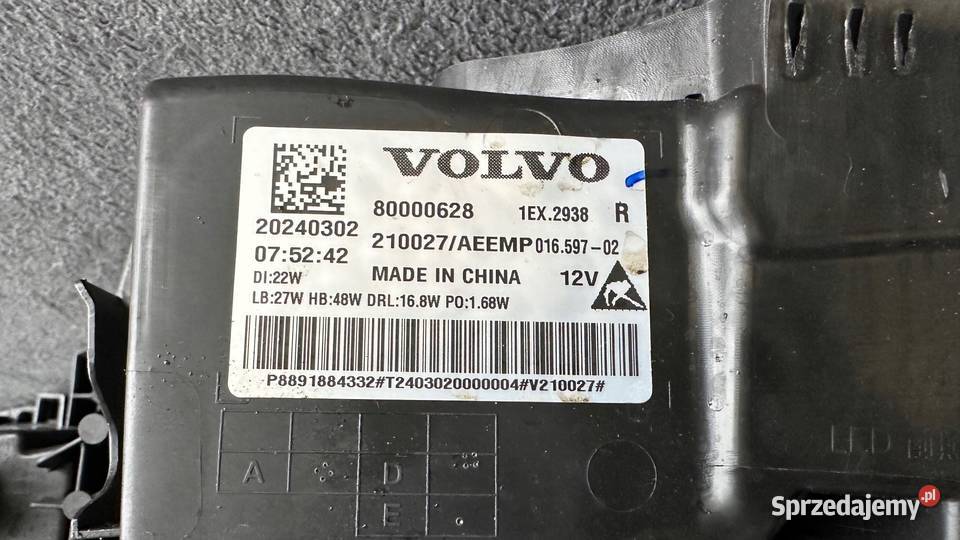 VOLVO
80000628 1EX.2938 R
20240302
210027/AEEMP 016.597-02
07:52:42
MADE IN CHINA 12V
DI:22W
LB:27W HB:48W DRL:16.8W PO:1.68W
P8891884332#T2403020000004#V210027#
A D
E
LED
Sprzedajemy.pl